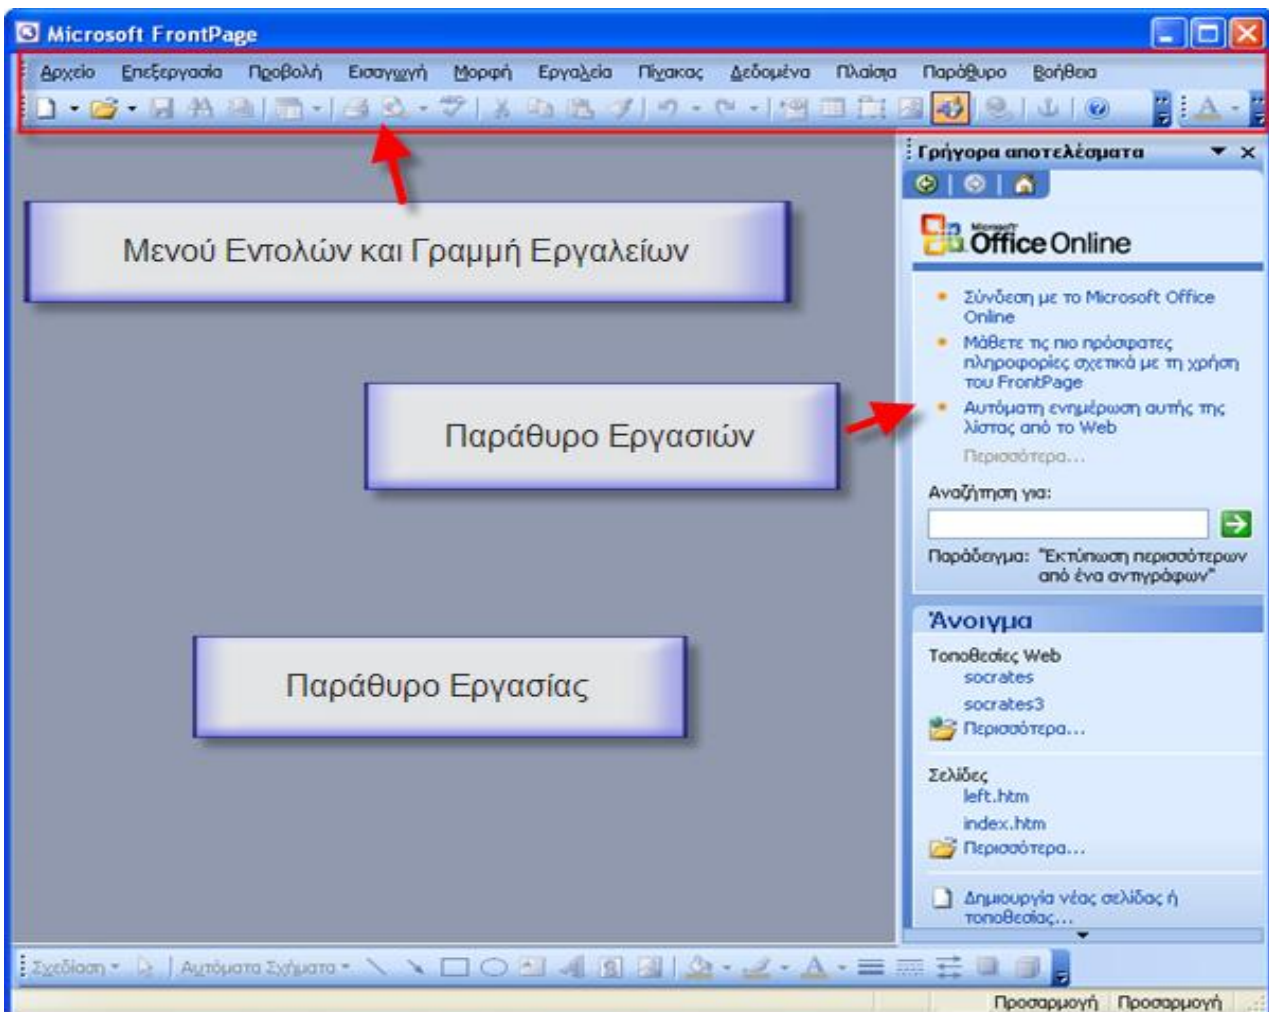 Microsoft FrontPage
Αρχείο Επεξεργασία Προβολή Εισαγωγή Μορφή Εργαλεία Πίνακας Δεδομένα Πλαίσια Παράθυρο Βοήθεια
Γρήγορα αποτελέσματα
Μενού Εντολών και Γραμμή Εργαλείων
Microsoft
Office Online
Σύνδεση με το Microsoft Office
Online
Μάθετε τις πιο πρόσφατες
πληροφορίες σχετικά με τη χρήση
του FrontPage
Αυτόματη ενημέρωση αυτής της
λίστας από το Web
Περισσότερα...
Παράθυρο Εργασιών
Αναζήτηση για:
Παράδειγμα: "Εκτύπωση περισσότερων
από ένα αντιγράφων"
Άνοιγμα
Τοποθεσίες Web
socrates
socrates3
Περισσότερα...
Παράθυρο Εργασίας
Σελίδες
left.htm
index.htm
Περισσότερα...
Δημιουργία νέας σελίδας ή
τοποθεσίας...
Σχεδίαση Αυτόματα Σχήματα
Προσαρμογή Προσαρμογή